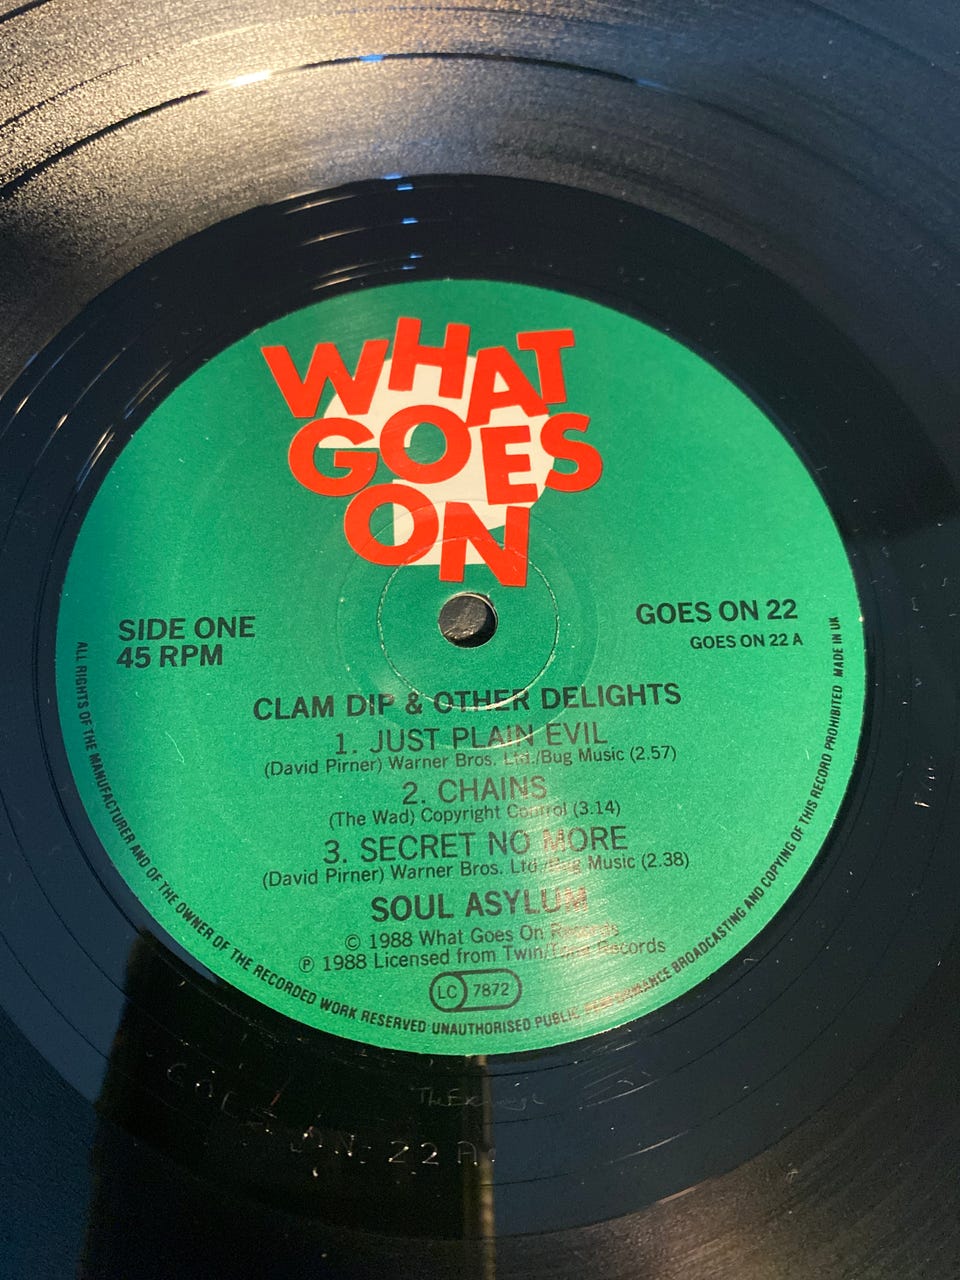 WHAT
GOES
ON
SIDE ONE
45 RPM
GOES ON 22
GOES ON 22 A
CLAM DIP & OTHER DELIGHTS
1. JUST PLAIN EVIL
(David Pirner) Warner Bros. Ltd./Bug Music (2.57)
2. CHAINS
(The Wad) Copyright Control (3.14)
3. SECRET NO MORE
(David Pirner) Warner Bros. Ltd./Bug Music (2.38)
SOUL ASYLUM
© 1988 What Goes On Records
℗ 1988 Licensed from Twin/Tone Records
LC 7872
ALL RIGHTS OF THE MANUFACTURER AND OF THE OWNER OF THE RECORDED WORK RESERVED UNAUTHORISED PUBLIC PERFORMANCE BROADCASTING AND COPYING OF THIS RECORD PROHIBITED MADE IN UK
The Exchange
ON 22 A